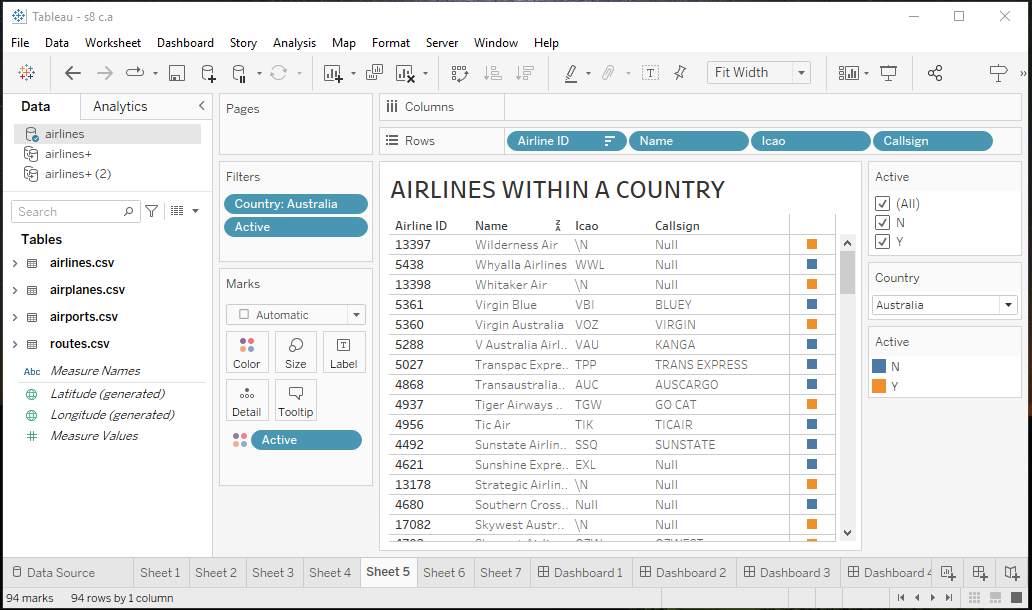 Tableau - s8 c.a
File Data Worksheet Dashboard Story Analysis Map Format Server Window Help
Fit Width
Data Analytics
airlines
airlines+
airlines+ (2)
Search
Tables
airlines.csv
airplanes.csv
airports.csv
routes.csv
Abc Measure Names
Latitude (generated)
Longitude (generated)
# Measure Values
Pages
Filters
Country: Australia
Active
Marks
Automatic
Color Size Label
Detail Tooltip
Active
Columns
Rows Airline ID Name Icao Callsign
AIRLINES WITHIN A COUNTRY
Airline ID Name Icao Callsign
13397 Wilderness Air \N Null
5438 Whyalla Airlines WWL Null
13398 Whitaker Air \N Null
5361 Virgin Blue VBI BLUEY
5360 Virgin Australia VOZ VIRGIN
5288 V Australia Airl.. VAU KANGA
5027 Transpac Expre.. TPP TRANS EXPRESS
4868 Transaustralia.. AUC AUSCARGO
4937 Tiger Airways .. TGW GO CAT
4956 Tic Air TIK TICAIR
4492 Sunstate Airlin.. SSQ SUNSTATE
4621 Sunshine Expre.. EXL Null
13178 Strategic Airlin.. \N Null
4680 Southern Cross.. Null Null
17082 Skywest Austr.. \N Null
Active
(All)
N
Y
Country
Australia
Active
N
Y
Data Source Sheet 1 Sheet 2 Sheet 3 Sheet 4 Sheet 5 Sheet 6 Sheet 7 Dashboard 1 Dashboard 2 Dashboard 3 Dashboard 4
94 marks 94 rows by 1 column